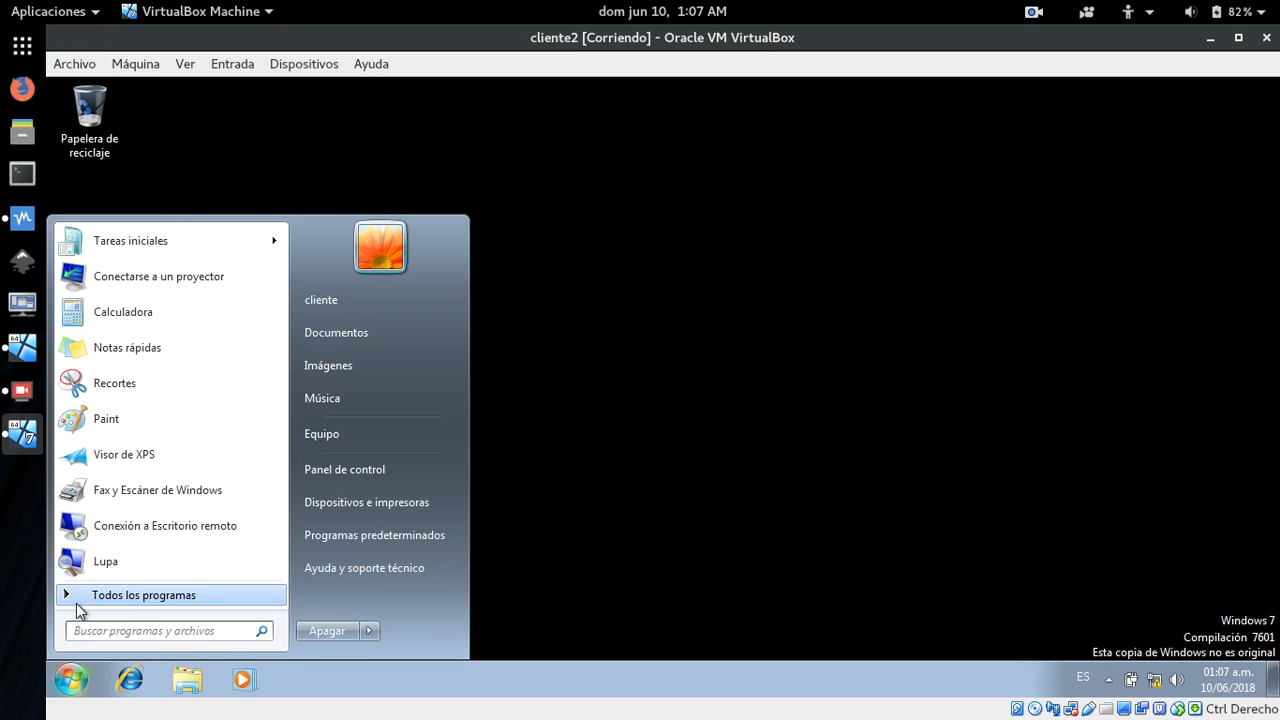 Aplicaciones
VirtualBox Machine
dom jun 10, 1:07 AM
82%
cliente2 [Corriendo] - Oracle VM VirtualBox
Archivo
Máquina
Ver
Entrada
Dispositivos
Ayuda
Papelera de
reciclaje
Tareas iniciales
Conectarse a un proyector
Calculadora
Notas rápidas
Recortes
Paint
Visor de XPS
Fax y Escáner de Windows
Conexión a Escritorio remoto
Lupa
Todos los programas
Buscar programas y archivos
cliente
Documentos
Imágenes
Música
Equipo
Panel de control
Dispositivos e impresoras
Programas predeterminados
Ayuda y soporte técnico
Apagar
Windows 7
Compilación 7601
Esta copia de Windows no es original
ES
01:07 a.m.
10/06/2018
Ctrl Derecho